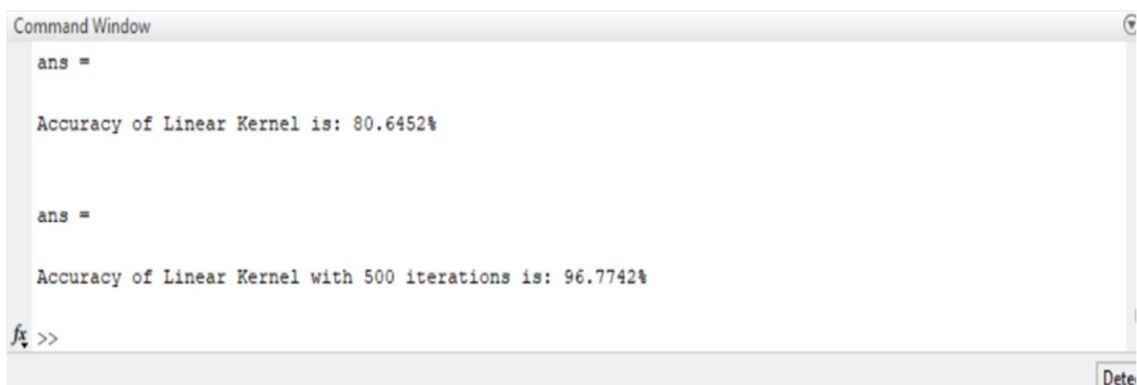 Command Window
ans =
Accuracy of Linear Kernel is: 80.6452%
ans =
Accuracy of Linear Kernel with 500 iterations is: 96.7742%
fx >>